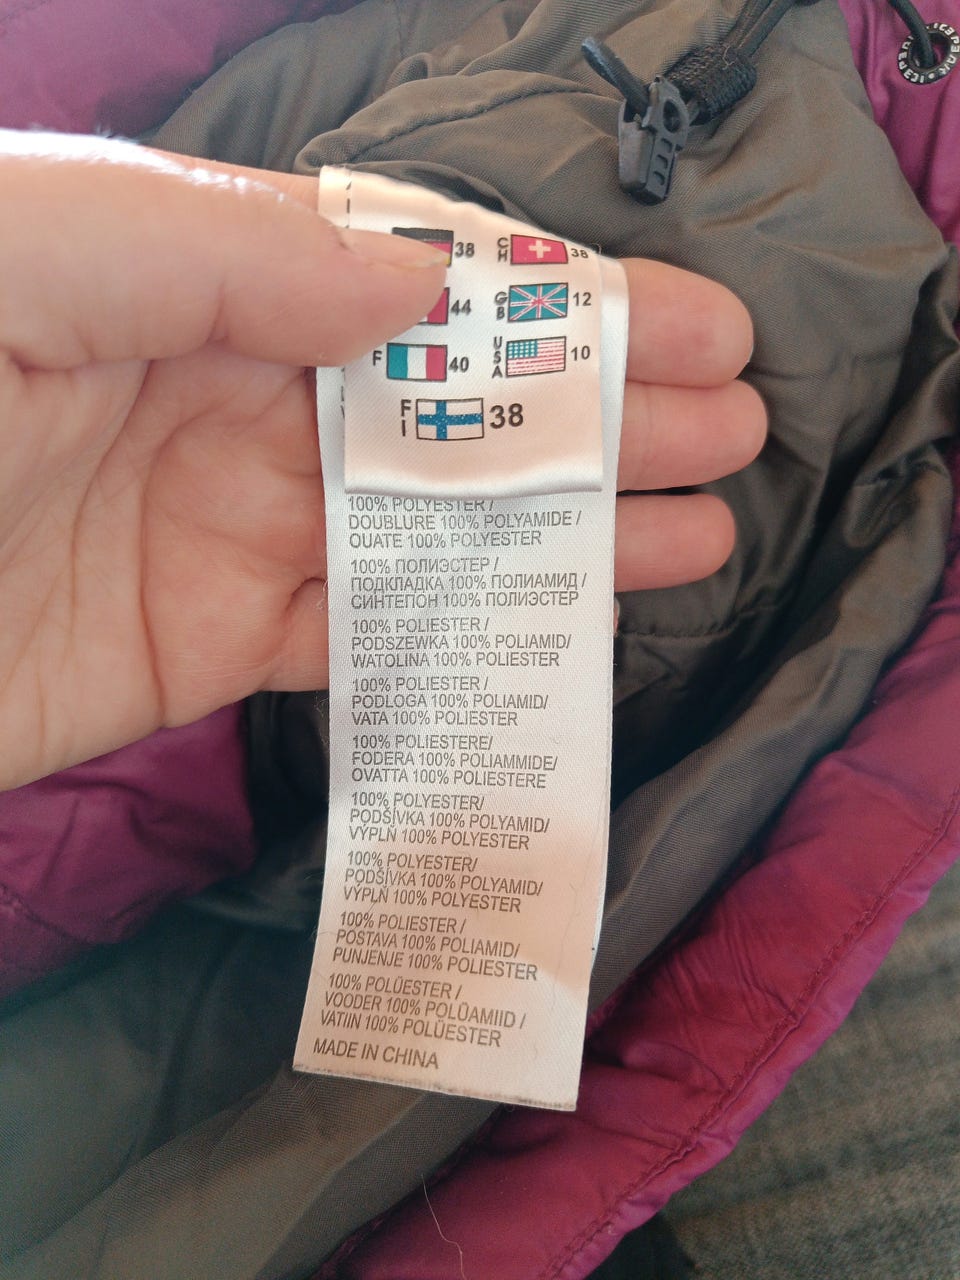 38 CH 38
44 GB 12
F 40 USA 10
FI 38
100% POLYESTER /
DOUBLURE 100% POLYAMIDE /
OUATE 100% POLYESTER
100% ПОЛИЭСТЕР /
ПОДКЛАДКА 100% ПОЛИАМИД /
СИНТЕПОН 100% ПОЛИЭСТЕР
100% POLIESTER /
PODSZEWKA 100% POLIAMID/
WATOLINA 100% POLIESTER
100% POLIESTER /
PODLOGA 100% POLIAMID/
VATA 100% POLIESTER
100% POLIESTERE/
FODERA 100% POLIAMMIDE/
OVATTA 100% POLIESTERE
100% POLYESTER/
PODŠÍVKA 100% POLYAMID/
VÝPLŇ 100% POLYESTER
100% POLYESTER/
PODŠÍVKA 100% POLYAMID/
VÝPLŇ 100% POLYESTER
100% POLIESTER /
POSTAVA 100% POLIAMID/
PUNJENJE 100% POLIESTER
100% POLÜESTER /
VOODER 100% POLÜAMIID /
VATIIN 100% POLÜESTER
MADE IN CHINA